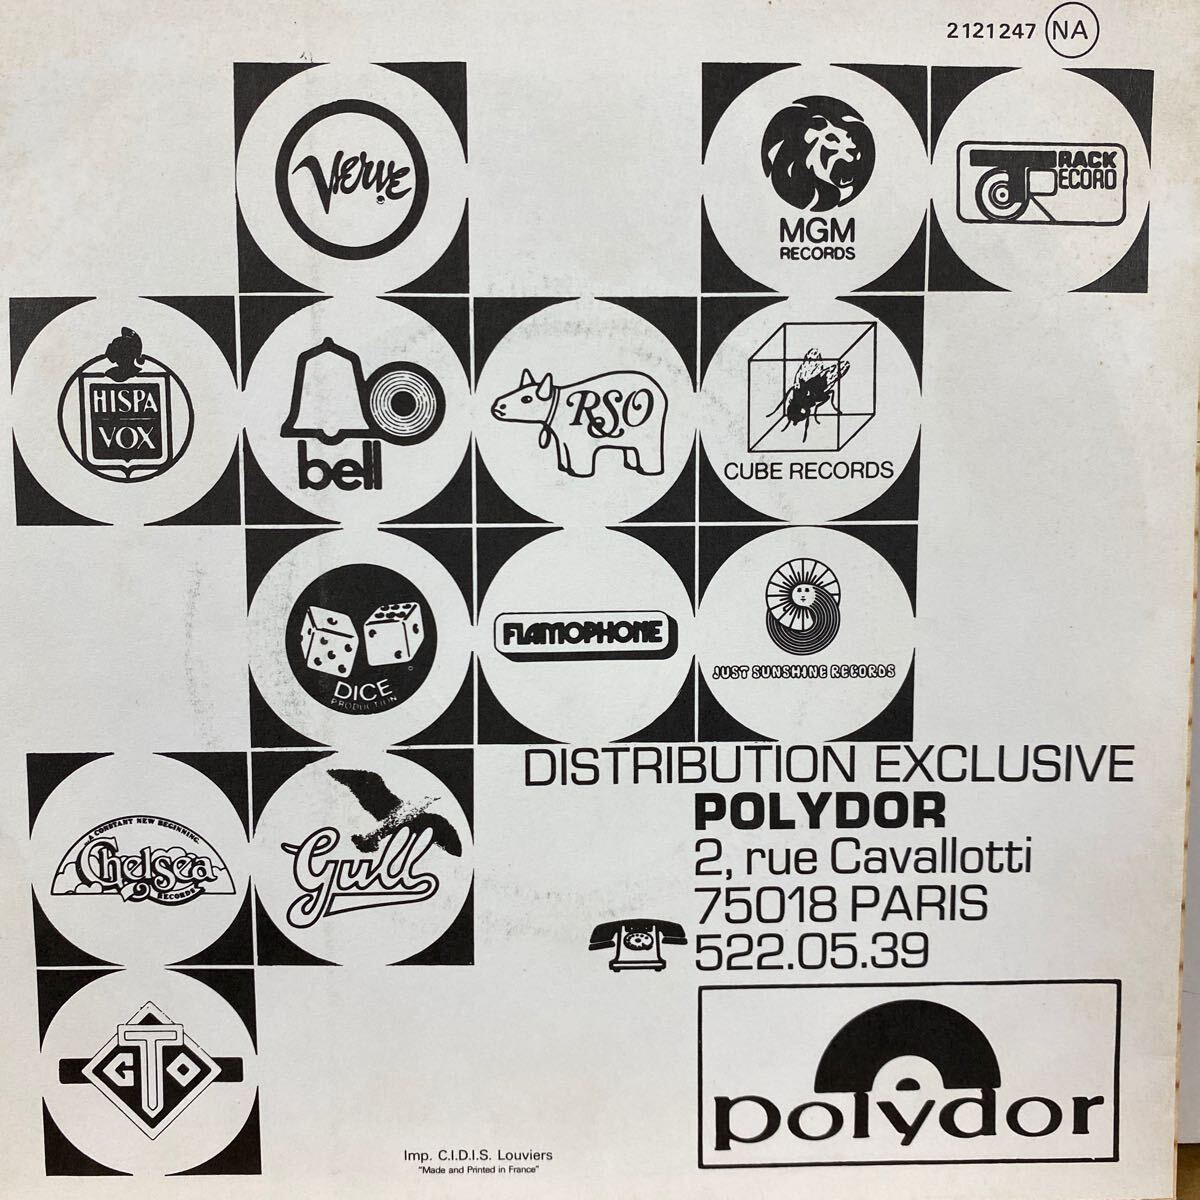 2121247 NA
Verve
MGM
RECORDS
TRACK
RECORD
HISPA
VOX
bell
RSO
CUBE RECORDS
DICE
PRODUCTION
FLAMOPHONE
JUST SUNSHINE RECORDS
DISTRIBUTION EXCLUSIVE
POLYDOR
2, rue Cavallotti
75018 PARIS
522.05.39
A CONSTANT NEW BEGINNING.
Chelsea
RECORDS
Gull
GTO
polydor
Imp. C.I.D.I.S. Louviers
"Made and Printed in France"